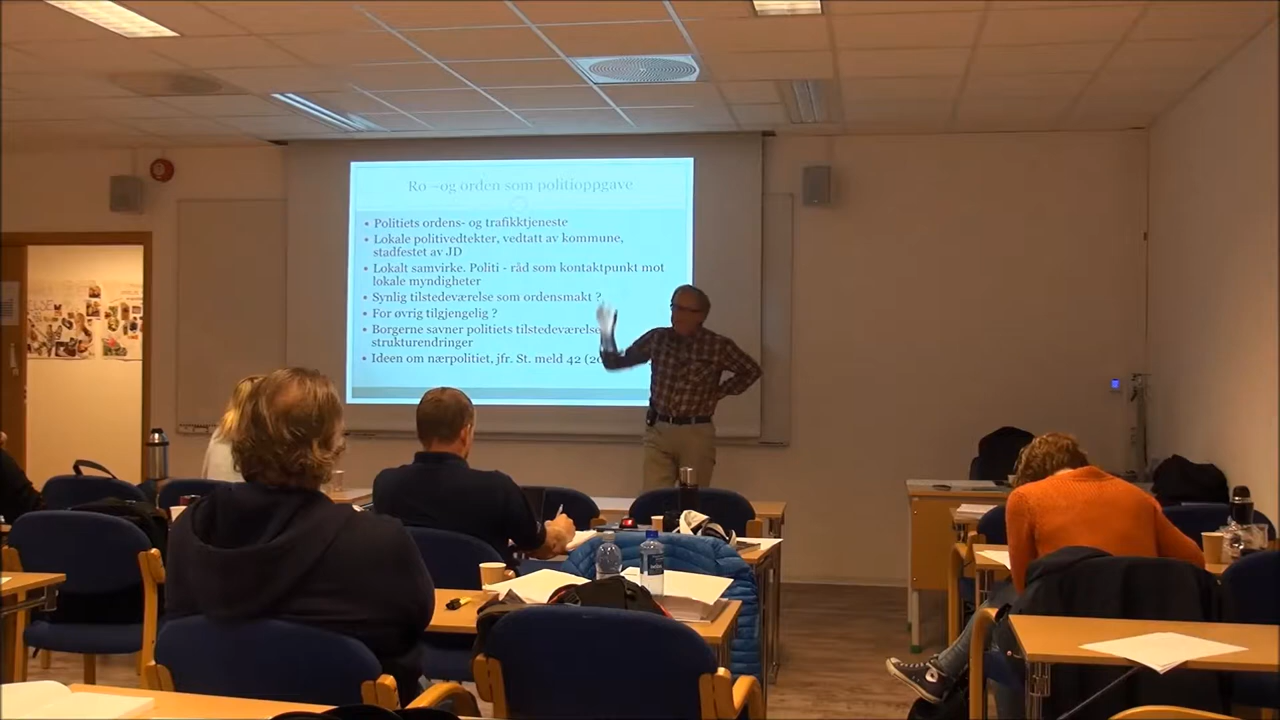 Ro –og orden som politioppgave
• Politiets ordens- og trafikktjeneste
• Lokale politivedtekter, vedtatt av kommune,
stadfestet av JD
• Lokalt samvirke. Politi - råd som kontaktpunkt mot
lokale myndigheter
• Synlig tilstedeværelse som ordensmakt ?
• For øvrig tilgjengelig ?
• Borgerne savner politiets tilstedeværelse
strukturendringer
• Ideen om nærpolitiet, jfr. St. meld 42 (20